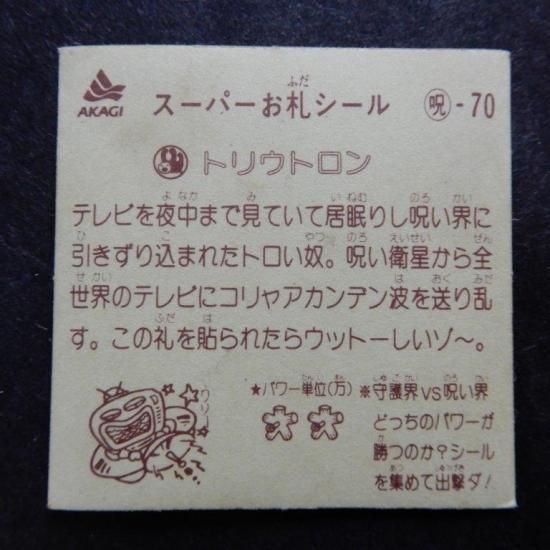 AKAGI スーパーお札シール 呪-70
トリウトロン
テレビを夜中まで見ていて居眠りし呪い界に
引きずり込まれたトロい奴。呪い衛星から全
世界のテレビにコリャアカンデン波を送り乱
す。この礼を貼られたらウットーしいゾ〜。
★パワー単位(万)
※守護界VS呪い界
どっちのパワーが
勝つのか?シール
を集めて出撃ダ!